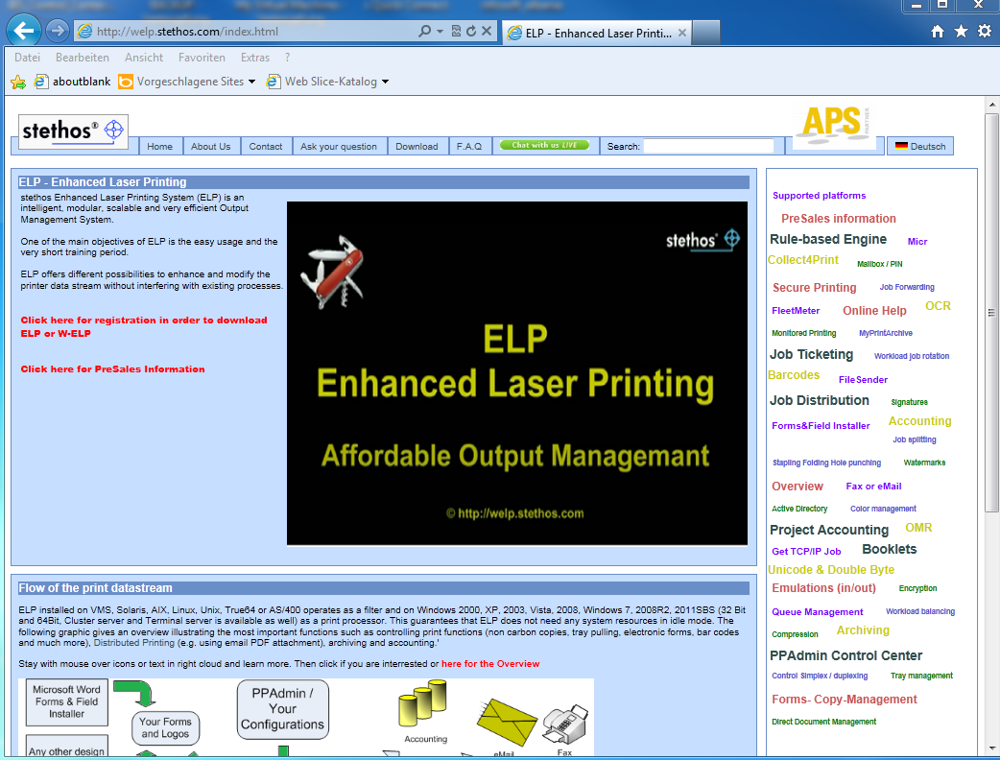 http://welp.stethos.com/index.html
ELP - Enhanced Laser Printi...
Datei Bearbeiten Ansicht Favoriten Extras ?
aboutblank Vorgeschlagene Sites Web Slice-Katalog
stethos®
APS
PARTNER
Home About Us Contact Ask your question Download F.A.Q Chat with us LIVE Search: Deutsch
ELP - Enhanced Laser Printing
stethos Enhanced Laser Printing System (ELP) is an
intelligent, modular, scalable and very efficient Output
Management System.
One of the main objectives of ELP is the easy usage and the
very short training period.
ELP offers different possibilities to enhance and modify the
printer data stream without interfering with existing processes.
Click here for registration in order to download
ELP or W-ELP
Click here for PreSales Information
stethos®
ELP
Enhanced Laser Printing
Affordable Output Managemant
© http://welp.stethos.com
Flow of the print datastream
ELP installed on VMS, Solaris, AIX, Linux, Unix, True64 or AS/400 operates as a filter and on Windows 2000, XP, 2003, Vista, 2008, Windows 7, 2008R2, 2011SBS (32 Bit
and 64Bit, Cluster server and Terminal server is available as well) as a print processor. This guarantees that ELP does not need any system resources in idle mode. The
following graphic gives an overview illustrating the most important functions such as controlling print functions (non carbon copies, tray pulling, electronic forms, bar codes
and much more), Distributed Printing (e.g. using email PDF attachment), archiving and accounting.'
Stay with mouse over icons or text in right cloud and learn more. Then click if you are interrested or here for the Overview
Microsoft Word
Forms & Field
Installer
Any other design
Your Forms
and Logos
PPAdmin /
Your
Configurations
Accounting
eMail
Fax
Supported platforms
PreSales information
Rule-based Engine Micr
Collect4Print Mailbox / PIN
Secure Printing Job Forwarding
FleetMeter Online Help OCR
Monitored Printing MyPrintArchive
Job Ticketing Workload job rotation
Barcodes FileSender
Job Distribution Signatures
Forms&Field Installer Accounting
Job splitting
Stapling Folding Hole punching Watermarks
Overview Fax or eMail
Active Directory Color management
Project Accounting OMR
Get TCP/IP Job Booklets
Unicode & Double Byte
Emulations (in/out) Encryption
Queue Management Workload balancing
Compression Archiving
PPAdmin Control Center
Control Simplex / duplexing Tray management
Forms- Copy-Management
Direct Document Management